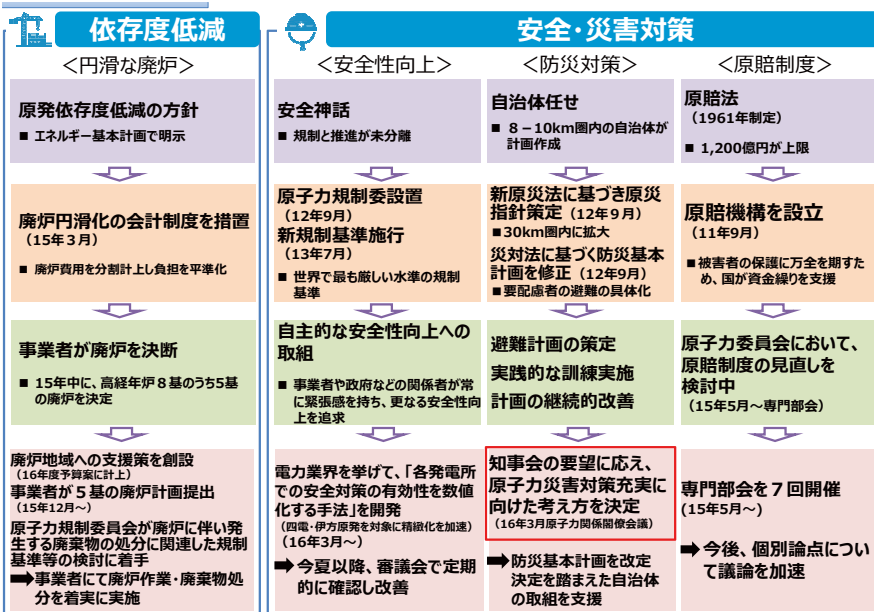 依存度低減
＜円滑な廃炉＞
原発依存度低減の方針
■ エネルギー基本計画で明示
廃炉円滑化の会計制度を措置
（15年３月）
■ 廃炉費用を分割計上し負担を平準化
事業者が廃炉を決断
■ 15年中に、高経年炉８基のうち5基
の廃炉を決定
廃炉地域への支援策を創設
（16年度予算案に計上）
事業者が５基の廃炉計画提出
（15年12月～）
原子力規制委員会が廃炉に伴い発
生する廃棄物の処分に関連した規制
基準等の検討に着手
➡事業者にて廃炉作業・廃棄物処
分を着実に実施
安全・災害対策
＜安全性向上＞
安全神話
■ 規制と推進が未分離
原子力規制委設置
（12年9月）
新規制基準施行
（13年7月）
■ 世界で最も厳しい水準の規制
基準
自主的な安全性向上への
取組
■ 事業者や政府などの関係者が常
に緊張感を持ち、更なる安全性向
上を追求
電力業界を挙げて、「各発電所
での安全対策の有効性を数値
化する手法」を開発
（四電・伊方原発を対象に精緻化を加速）
（16年3月～）
➡今夏以降、審議会で定期
的に確認し改善
＜防災対策＞
自治体任せ
■ ８－10km圏内の自治体が
計画作成
新原災法に基づき原災
指針策定（12年９月）
■30km圏内に拡大
災対法に基づく防災基本
計画を修正（12年9月）
■要配慮者の避難の具体化
避難計画の策定
実践的な訓練実施
計画の継続的改善
知事会の要望に応え、
原子力災害対策充実に
向けた考え方を決定
（16年3月原子力関係閣僚会議）
➡防災基本計画を改定
決定を踏まえた自治体
の取組を支援
＜原賠制度＞
原賠法
（1961年制定）
■ 1,200億円が上限
原賠機構を設立
（11年9月）
■被害者の保護に万全を期すた
め、国が資金繰りを支援
原子力委員会において、
原賠制度の見直しを
検討中
（15年5月～専門部会）
専門部会を７回開催
（15年5月～）
➡今後、個別論点につい
て議論を加速